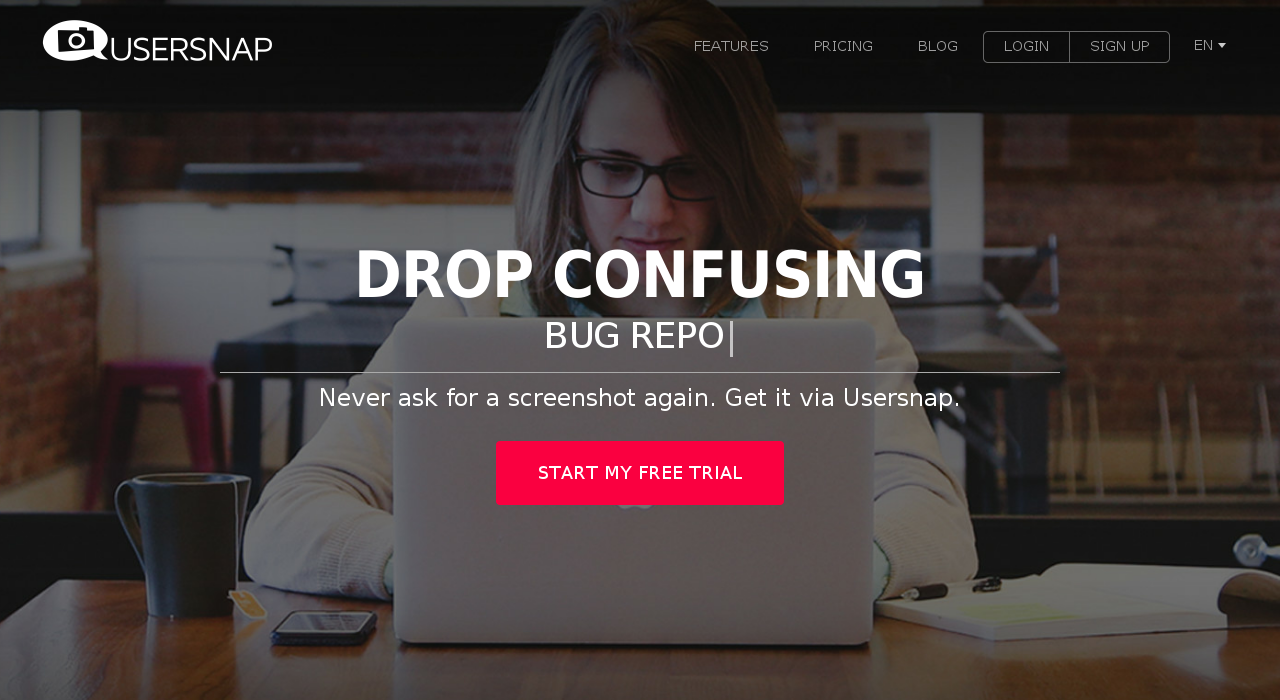 USERSNAP
FEATURES PRICING BLOG LOGIN SIGN UP EN
DROP CONFUSING
BUG REPO
Never ask for a screenshot again. Get it via Usersnap.
START MY FREE TRIAL